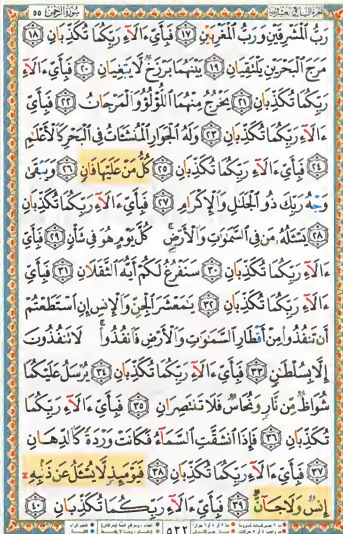 سورة الرحمن ٥٥
رَبُّ ٱلْمَشْرِقَيْنِ وَرَبُّ ٱلْمَغْرِبَيْنِ ١٧ فَبِأَيِّ ءَالَآءِ رَبِّكُمَا تُكَذِّبَانِ ١٨
مَرَجَ ٱلْبَحْرَيْنِ يَلْتَقِيَانِ ١٩ بَيْنَهُمَا بَرْزَخٌ لَّا يَبْغِيَانِ ٢٠ فَبِأَيِّ ءَالَآءِ
رَبِّكُمَا تُكَذِّبَانِ ٢١ يَخْرُجُ مِنْهُمَا ٱللُّؤْلُؤُ وَٱلْمَرْجَانُ ٢٢ فَبِأَيِّ
ءَالَآءِ رَبِّكُمَا تُكَذِّبَانِ ٢٣ وَلَهُ ٱلْجَوَارِ ٱلْمُنشَـَٔاتُ فِى ٱلْبَحْرِ كَٱلْأَعْلَـٰمِ
٢٤ فَبِأَيِّ ءَالَآءِ رَبِّكُمَا تُكَذِّبَانِ ٢٥ كُلُّ مَنْ عَلَيْهَا فَانٍ ٢٦ وَيَبْقَىٰ
وَجْهُ رَبِّكَ ذُو ٱلْجَلَـٰلِ وَٱلْإِكْرَامِ ٢٧ فَبِأَيِّ ءَالَآءِ رَبِّكُمَا تُكَذِّبَانِ
٢٨ يَسْـَٔلُهُۥ مَن فِى ٱلسَّمَـٰوَٰتِ وَٱلْأَرْضِ ۚ كُلَّ يَوْمٍ هُوَ فِى شَأْنٍ ٢٩ فَبِأَيِّ
ءَالَآءِ رَبِّكُمَا تُكَذِّبَانِ ٣٠ سَنَفْرُغُ لَكُمْ أَيُّهَ ٱلثَّقَلَانِ ٣١ فَبِأَيِّ
ءَالَآءِ رَبِّكُمَا تُكَذِّبَانِ ٣٢ يَـٰمَعْشَرَ ٱلْجِنِّ وَٱلْإِنسِ إِنِ ٱسْتَطَعْتُمْ
أَن تَنفُذُوا۟ مِنْ أَقْطَارِ ٱلسَّمَـٰوَٰتِ وَٱلْأَرْضِ فَٱنفُذُوا۟ ۚ لَا تَنفُذُونَ
إِلَّا بِسُلْطَـٰنٍ ٣٣ فَبِأَيِّ ءَالَآءِ رَبِّكُمَا تُكَذِّبَانِ ٣٤ يُرْسَلُ عَلَيْكُمَا
شُوَاظٌ مِّن نَّارٍ وَنُحَاسٌ فَلَا تَنتَصِرَانِ ٣٥ فَبِأَيِّ ءَالَآءِ رَبِّكُمَا
تُكَذِّبَانِ ٣٦ فَإِذَا ٱنشَقَّتِ ٱلسَّمَآءُ فَكَانَتْ وَرْدَةً كَٱلدِّهَانِ
٣٧ فَبِأَيِّ ءَالَآءِ رَبِّكُمَا تُكَذِّبَانِ ٣٨ فَيَوْمَئِذٍ لَّا يُسْـَٔلُ عَن ذَنۢبِهِۦٓ
إِنسٌ وَلَا جَآنٌّ ٣٩ فَبِأَيِّ ءَالَآءِ رَبِّكُمَا تُكَذِّبَانِ ٤٠
٥٣٢